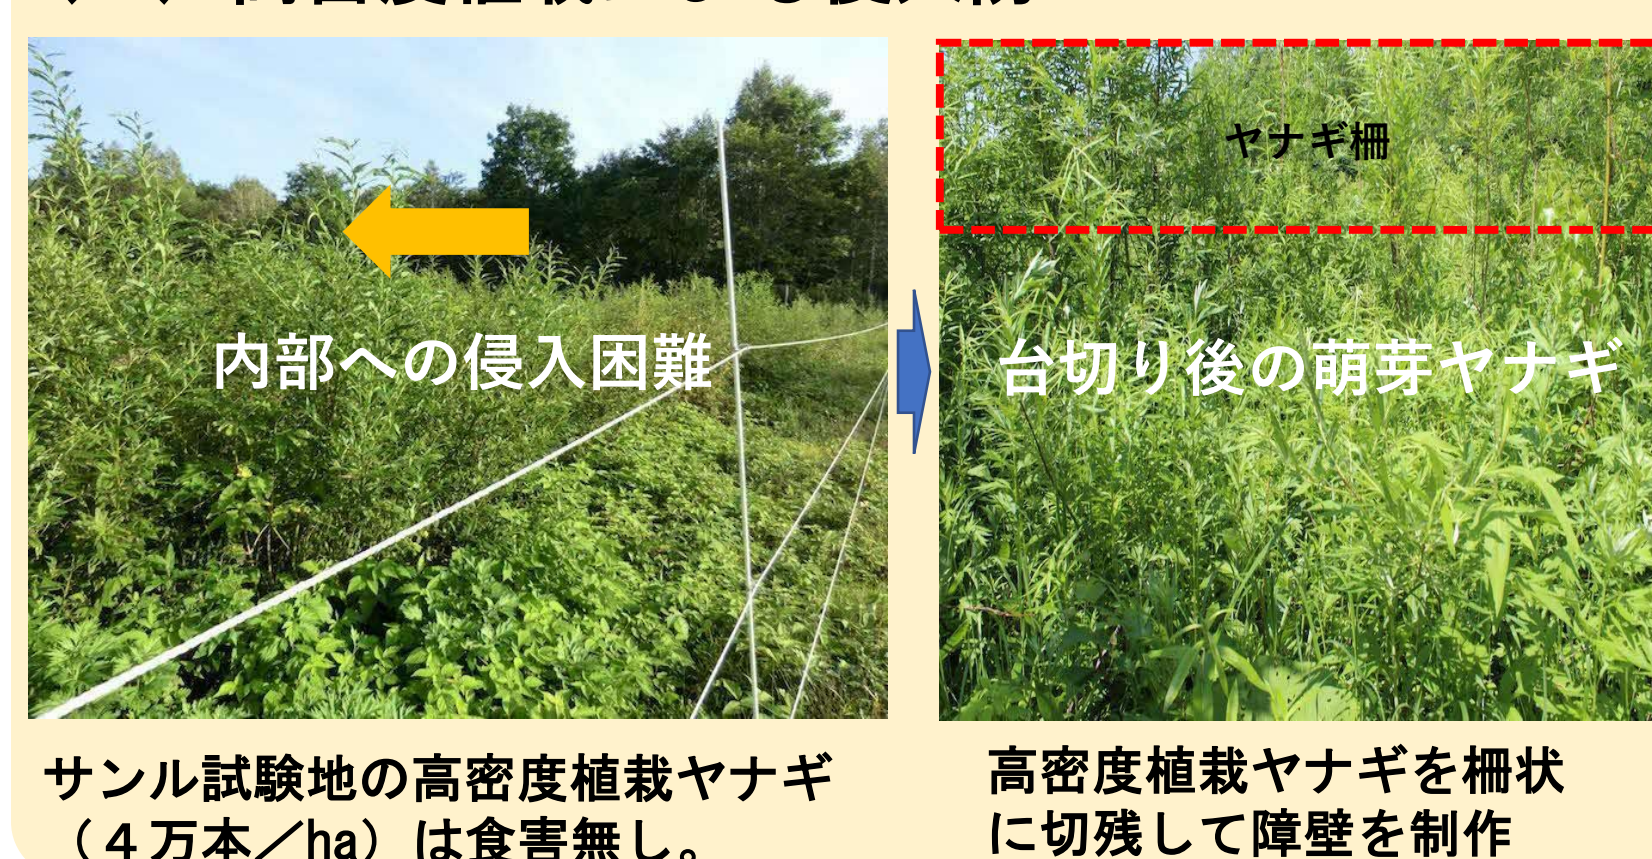 ヤナギ柵
内部への侵入困難
台切り後の萌芽ヤナギ
サンル試験地の高密度植栽ヤナギ
（４万本／ha）は食害無し。
高密度植栽ヤナギを柵状
に切残して障壁を制作